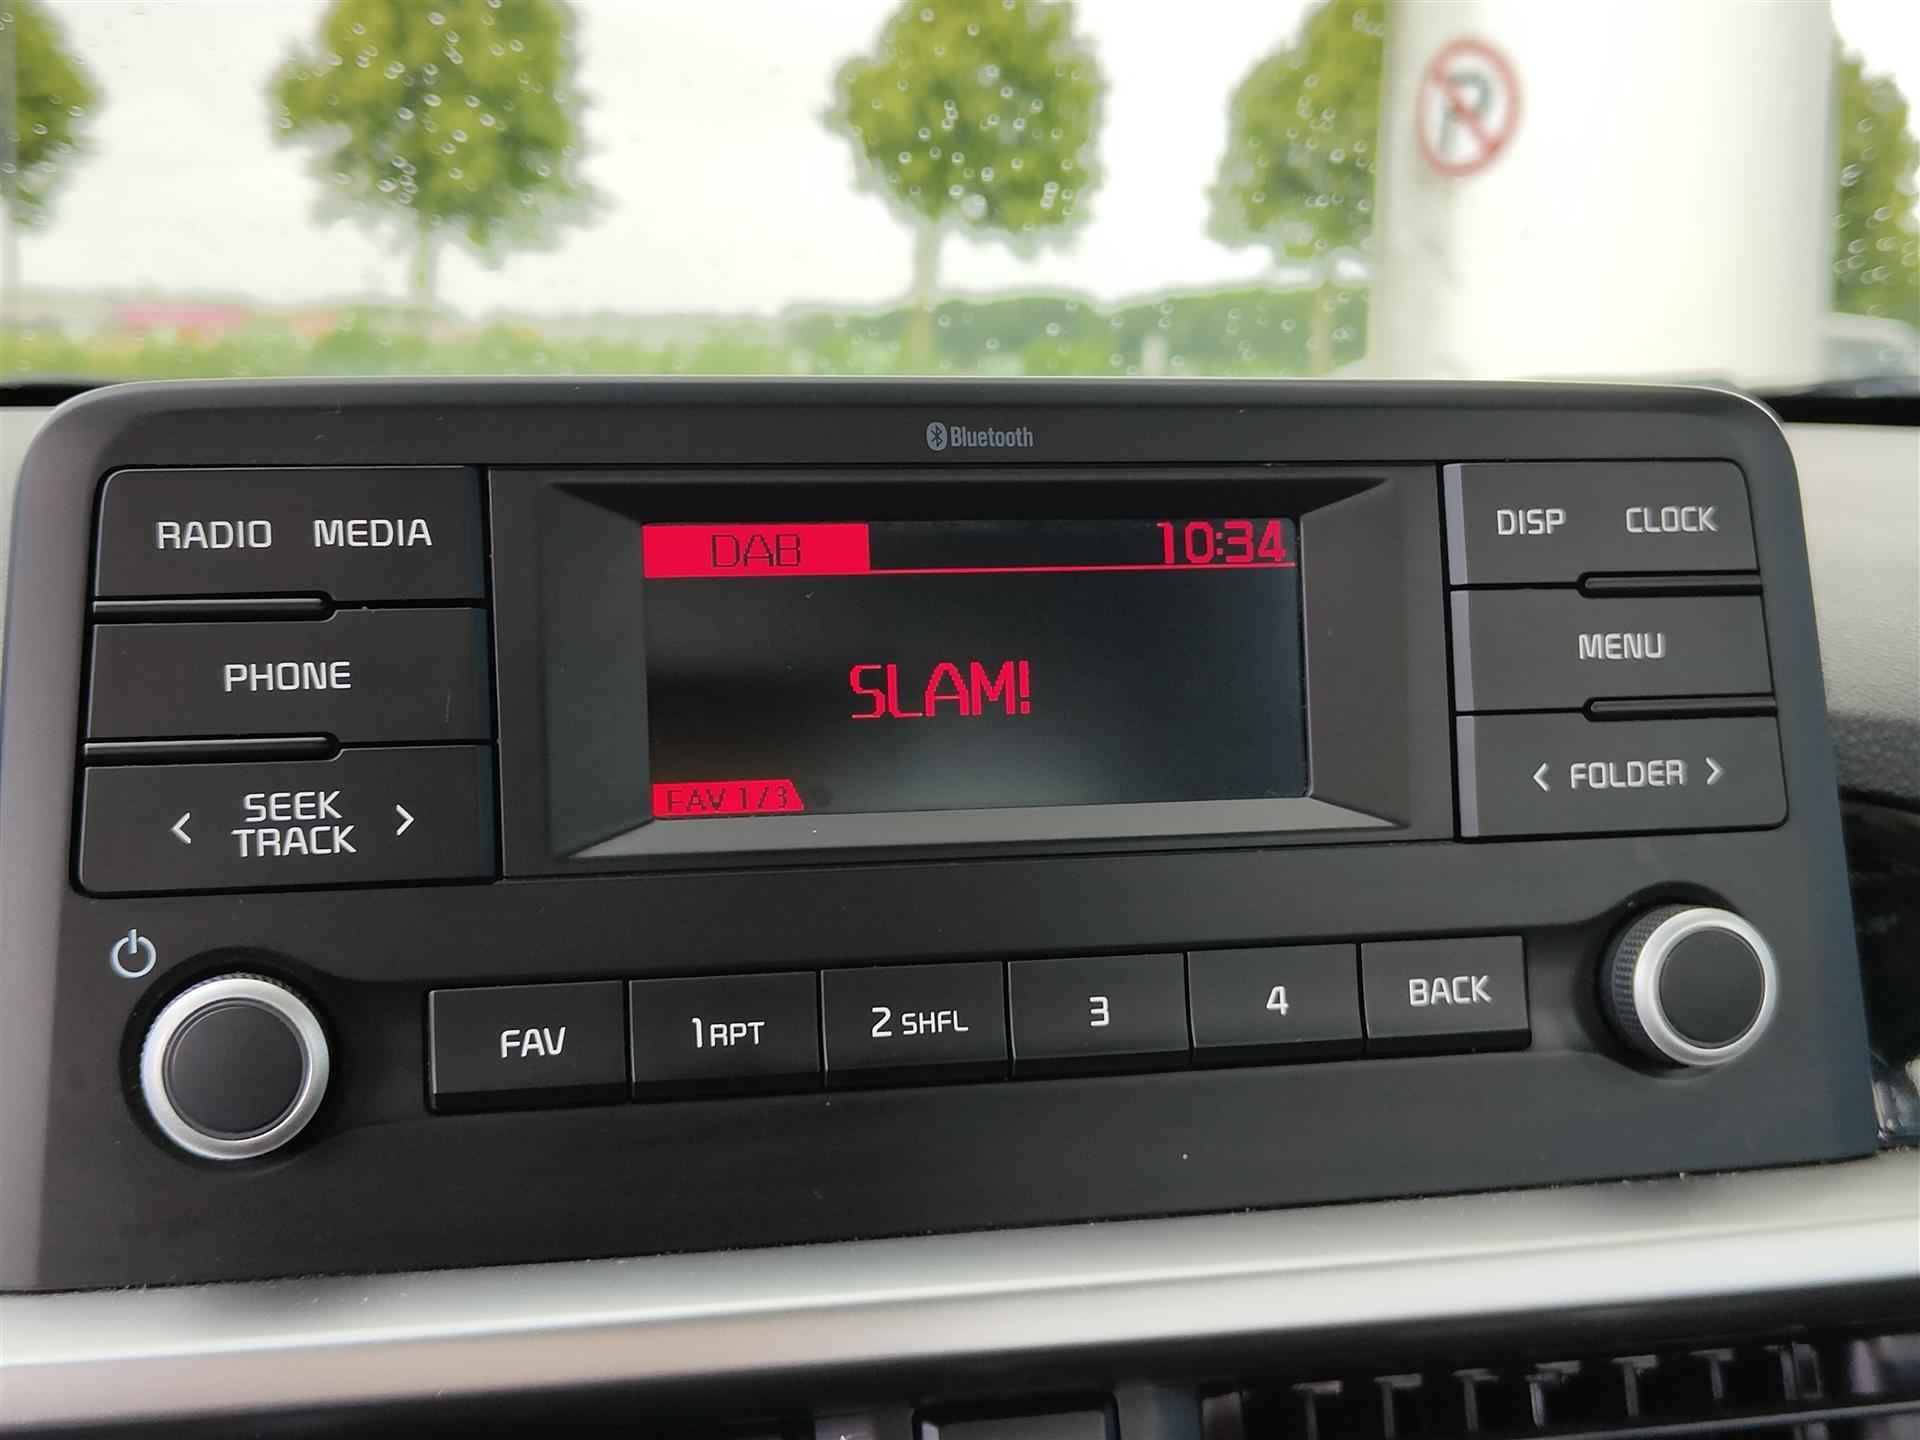 P
Bluetooth
RADIO MEDIA
DAB 10:34
DISP CLOCK
PHONE
SLAM!
MENU
< SEEK TRACK >
FAV 1/3
< FOLDER >
FAV
1 RPT
2 SHFL
3
4
BACK